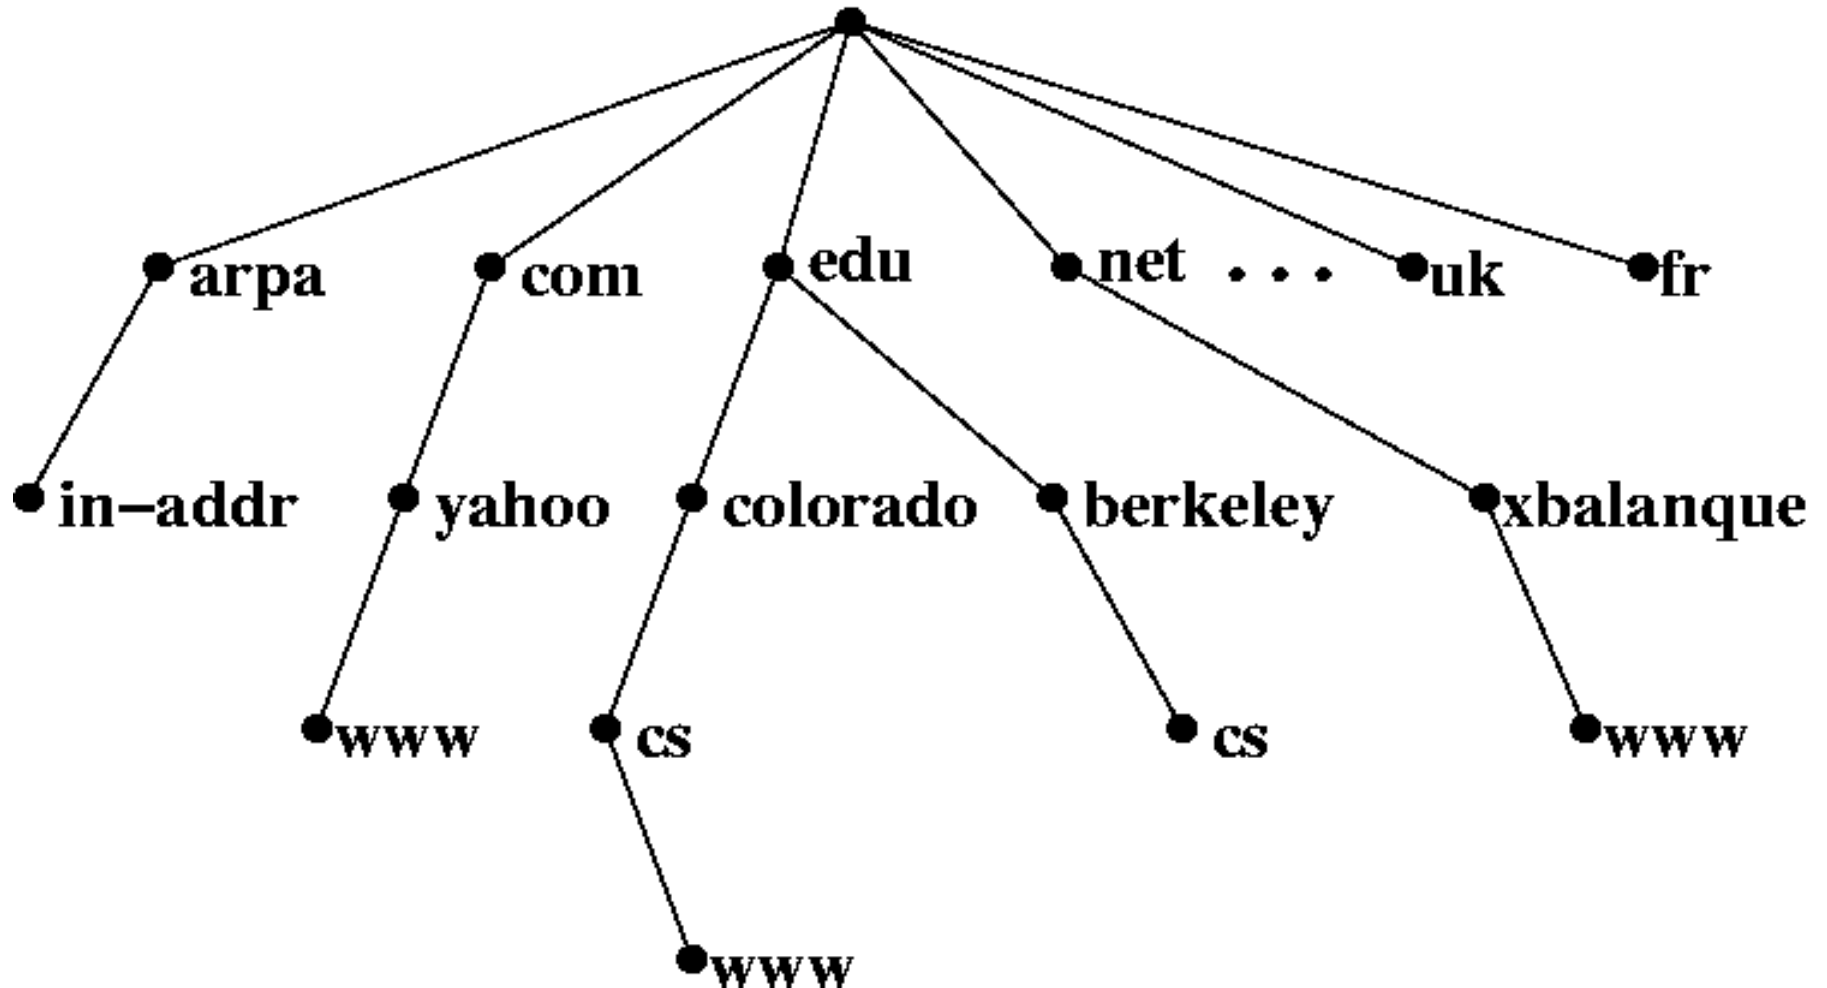 arpa com edu net . . . uk fr
in-addr yahoo colorado berkeley xbalanque
www cs cs www
www